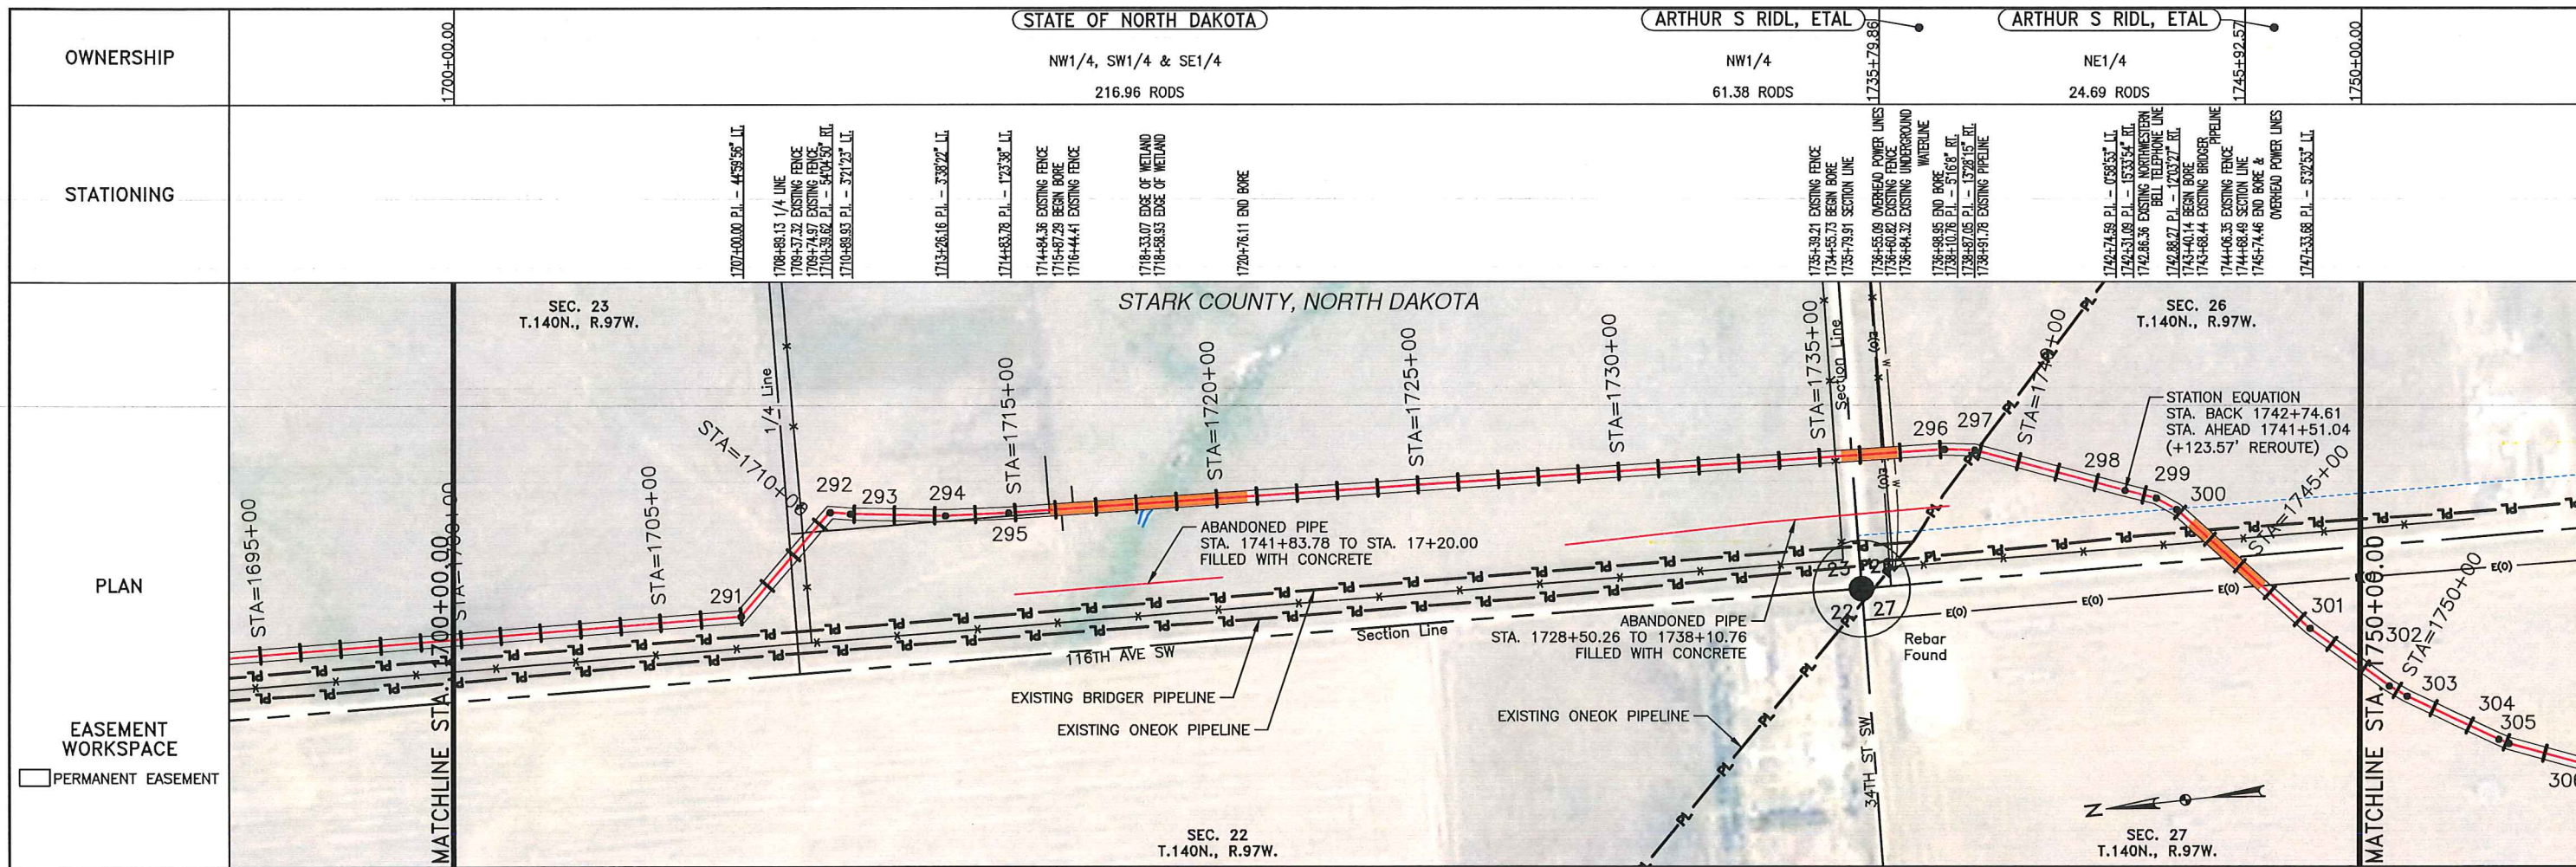 OWNERSHIP
1700+00.00
STATE OF NORTH DAKOTA
NW1/4, SW1/4 & SE1/4
216.96 RODS
ARTHUR S RIDL, ETAL
NW1/4
61.38 RODS
1735+79.86
ARTHUR S RIDL, ETAL
NE1/4
24.69 RODS
1745+92.57
1750+00.00
STATIONING
1707+00.00 P.I. - 44°59'56" LT.
1708+89.13 1/4 LINE
1709+37.32 EXISTING FENCE
1709+74.97 EXISTING FENCE
1710+39.62 P.I. - 54°04'50" RT.
1710+89.93 P.I. - 3°21'23" LT.
1713+26.16 P.I. - 3°38'22" LT.
1714+83.78 P.I. - 1°23'38" LT.
1714+84.36 EXISTING FENCE
1715+87.29 BEGIN BORE
1716+44.41 EXISTING FENCE
1718+33.07 EDGE OF WETLAND
1718+58.93 EDGE OF WETLAND
1720+76.11 END BORE
1735+39.21 EXISTING FENCE
1734+55.73 BEGIN BORE
1735+79.91 SECTION LINE
1736+55.09 OVERHEAD POWER LINES
1736+60.82 EXISTING FENCE
1736+84.32 EXISTING UNDERGROUND
WATERLINE
1736+98.95 END BORE
1738+10.76 P.I. - 5°16'8" RT.
1738+87.05 P.I. - 13°28'15" RT.
1738+91.78 EXISTING PIPELINE
1742+74.59 P.I. - 0°58'53" LT.
1742+31.09 P.I. - 15°33'54" RT.
1742.86.36 EXISTING NORTHWESTERN
BELL TELEPHONE LINE
1742.88.27 P.I. - 12°03'27" RT.
1743+40.14 BEGIN BORE
1743+68.44 EXISTING BRIDGER
PIPELINE
1744+06.35 EXISTING FENCE
1744+68.49 SECTION LINE
1745+74.46 END BORE &
OVERHEAD POWER LINES
1747+33.68 P.I. - 5°32'53" LT.
PLAN
EASEMENT
WORKSPACE
PERMANENT EASEMENT
STARK COUNTY, NORTH DAKOTA
SEC. 23
T.140N., R.97W.
SEC. 26
T.140N., R.97W.
STA=1695+00
STA=1700+00
MATCHLINE STA. 1700+00.00
STA=1705+00
291
STA=1710+00
1/4 Line
292
293
294
295
STA=1715+00
STA=1720+00
STA=1725+00
STA=1730+00
STA=1735+00
Section Line
E(O)
W
E(O)
W
296
297
STA=1740+00
298
299
300
STATION EQUATION
STA. BACK 1742+74.61
STA. AHEAD 1741+51.04
(+123.57' REROUTE)
STA=1745+00
301
302
STA=1750+00
303
304
305
MATCHLINE STA. 1750+00.00
ABANDONED PIPE
STA. 1741+83.78 TO STA. 17+20.00
FILLED WITH CONCRETE
ABANDONED PIPE
STA. 1728+50.26 TO 1738+10.76
FILLED WITH CONCRETE
23
22
27
Rebar
Found
E(O)
E(O)
E(O)
PL
Section Line
116TH AVE SW
EXISTING BRIDGER PIPELINE
EXISTING ONEOK PIPELINE
EXISTING ONEOK PIPELINE
34TH ST SW
N
SEC. 22
T.140N., R.97W.
SEC. 27
T.140N., R.97W.